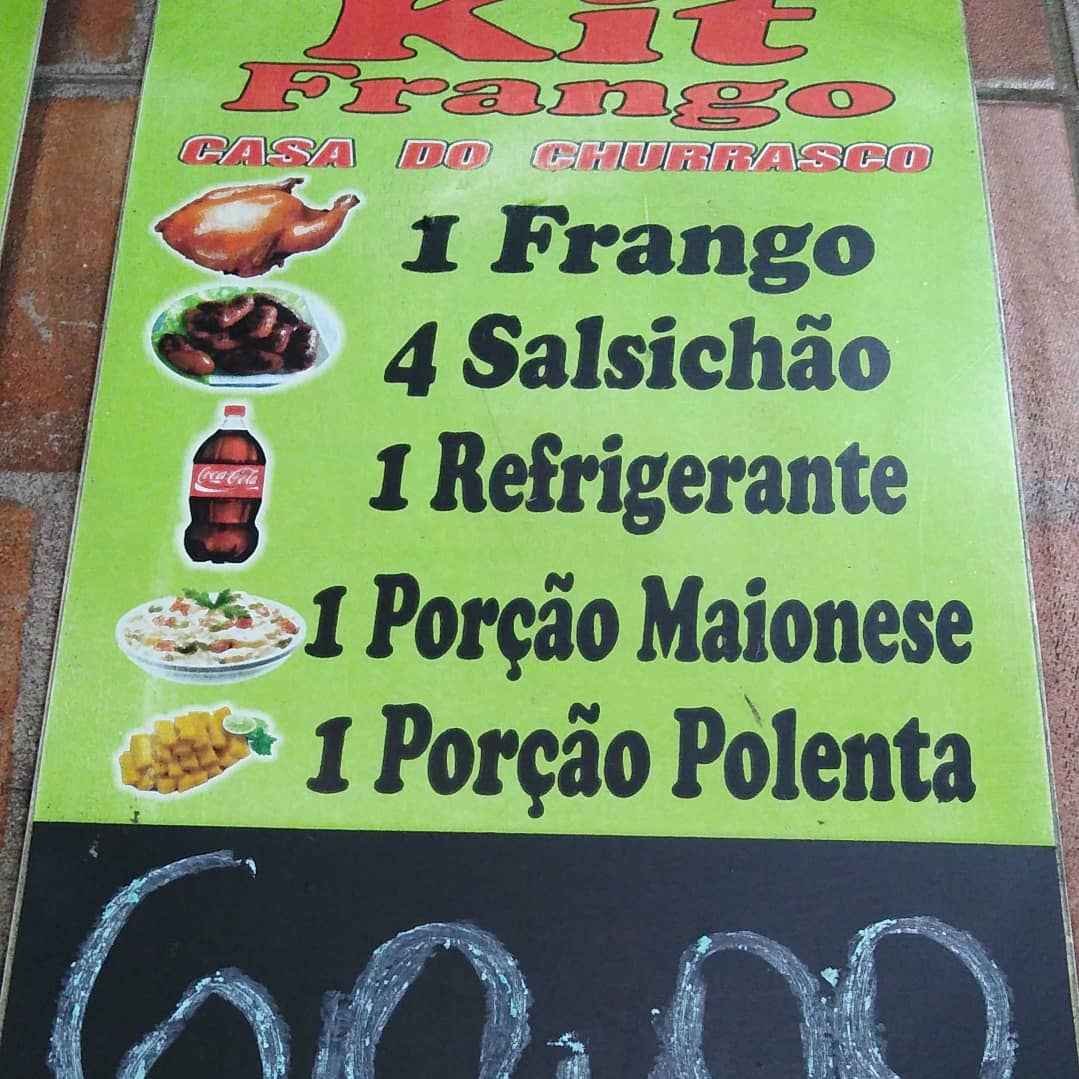 Kit
Frango
CASA DO CHURRASCO
1 Frango
4 Salsichão
Coca-Cola
1 Refrigerante
1 Porção Maionese
1 Porção Polenta
60,00